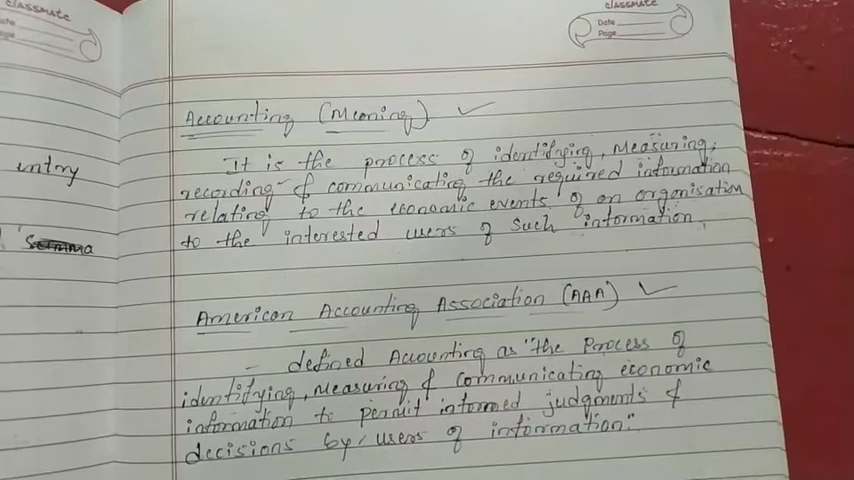 classmate
Date
Page
classmate
Date
Page
entry
Accounting (Meaning) ✓
It is the process of identifying, measuring,
recording & communicating the required information
relating to the economic events of an organisation
to the interested users of such information.
American Accounting Association (AAA) ✓
- defined Accounting as "the Process of
identifying, measuring & communicating economic
information to permit informed judgments &
decisions by users of information".